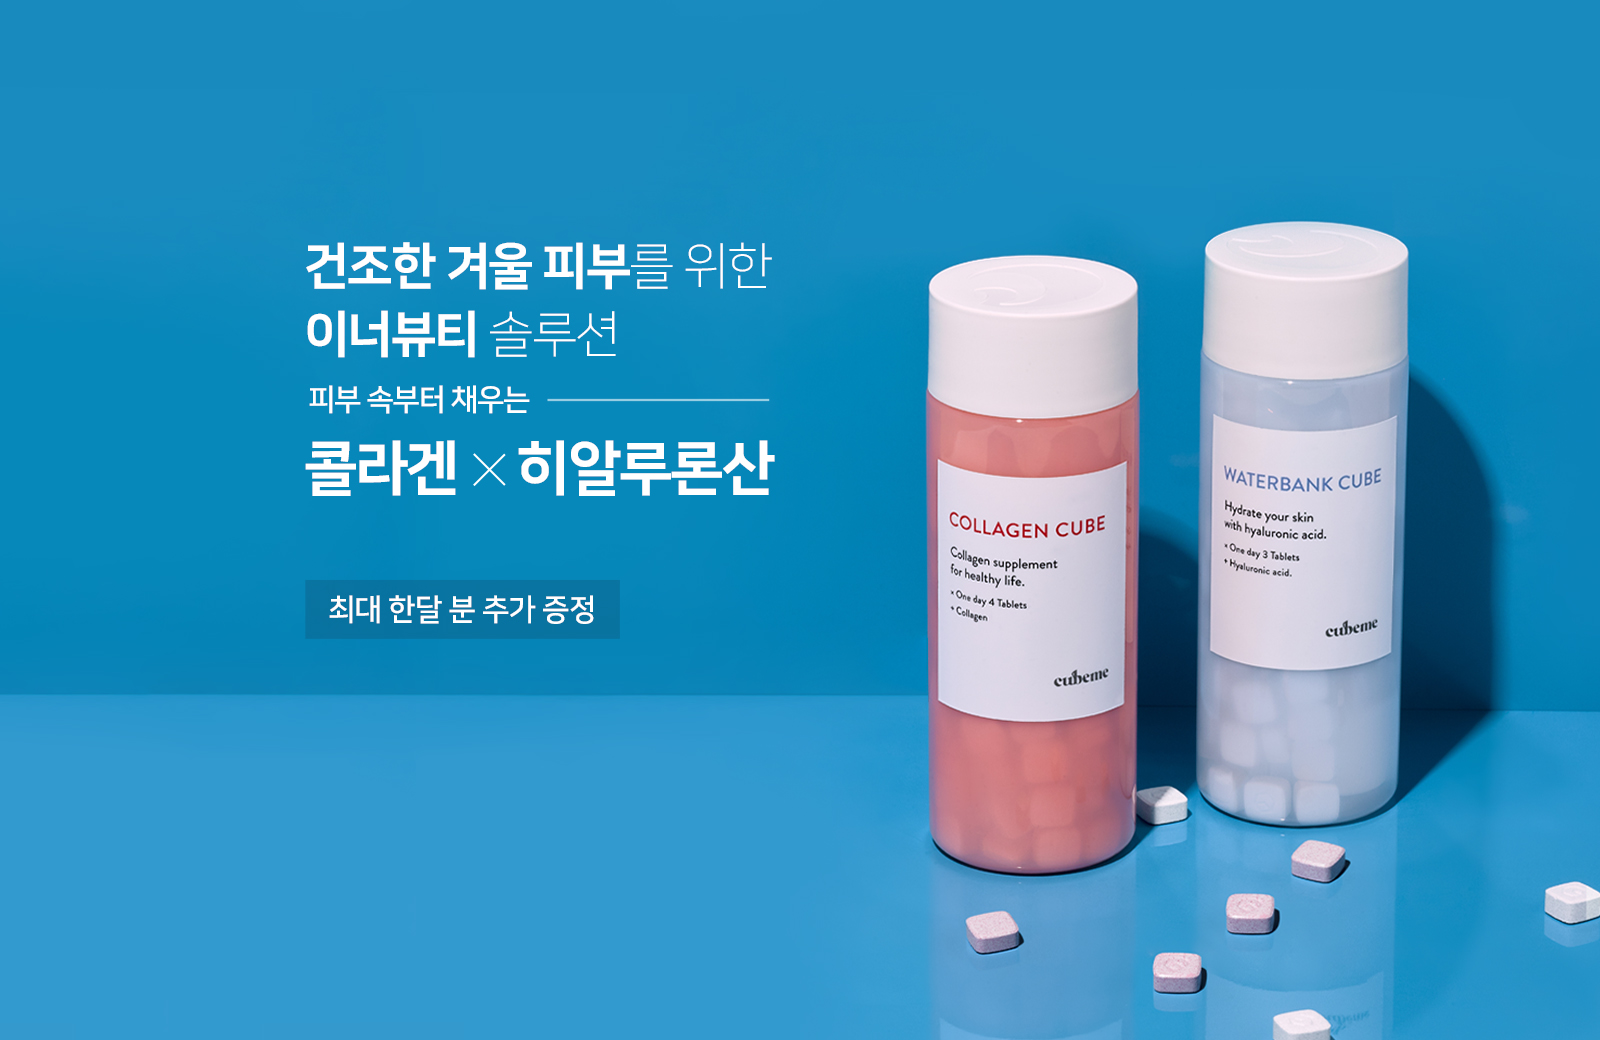 건조한 겨울 피부를 위한
이너뷰티 솔루션
피부 속부터 채우는
콜라겐 × 히알루론산
최대 한달 분 추가 증정
COLLAGEN CUBE
Collagen supplement
for healthy life.
× One day 4 Tablets
+ Collagen
cubeme
WATERBANK CUBE
Hydrate your skin
with hyaluronic acid.
× One day 3 Tablets
+ Hyaluronic acid.
cubeme